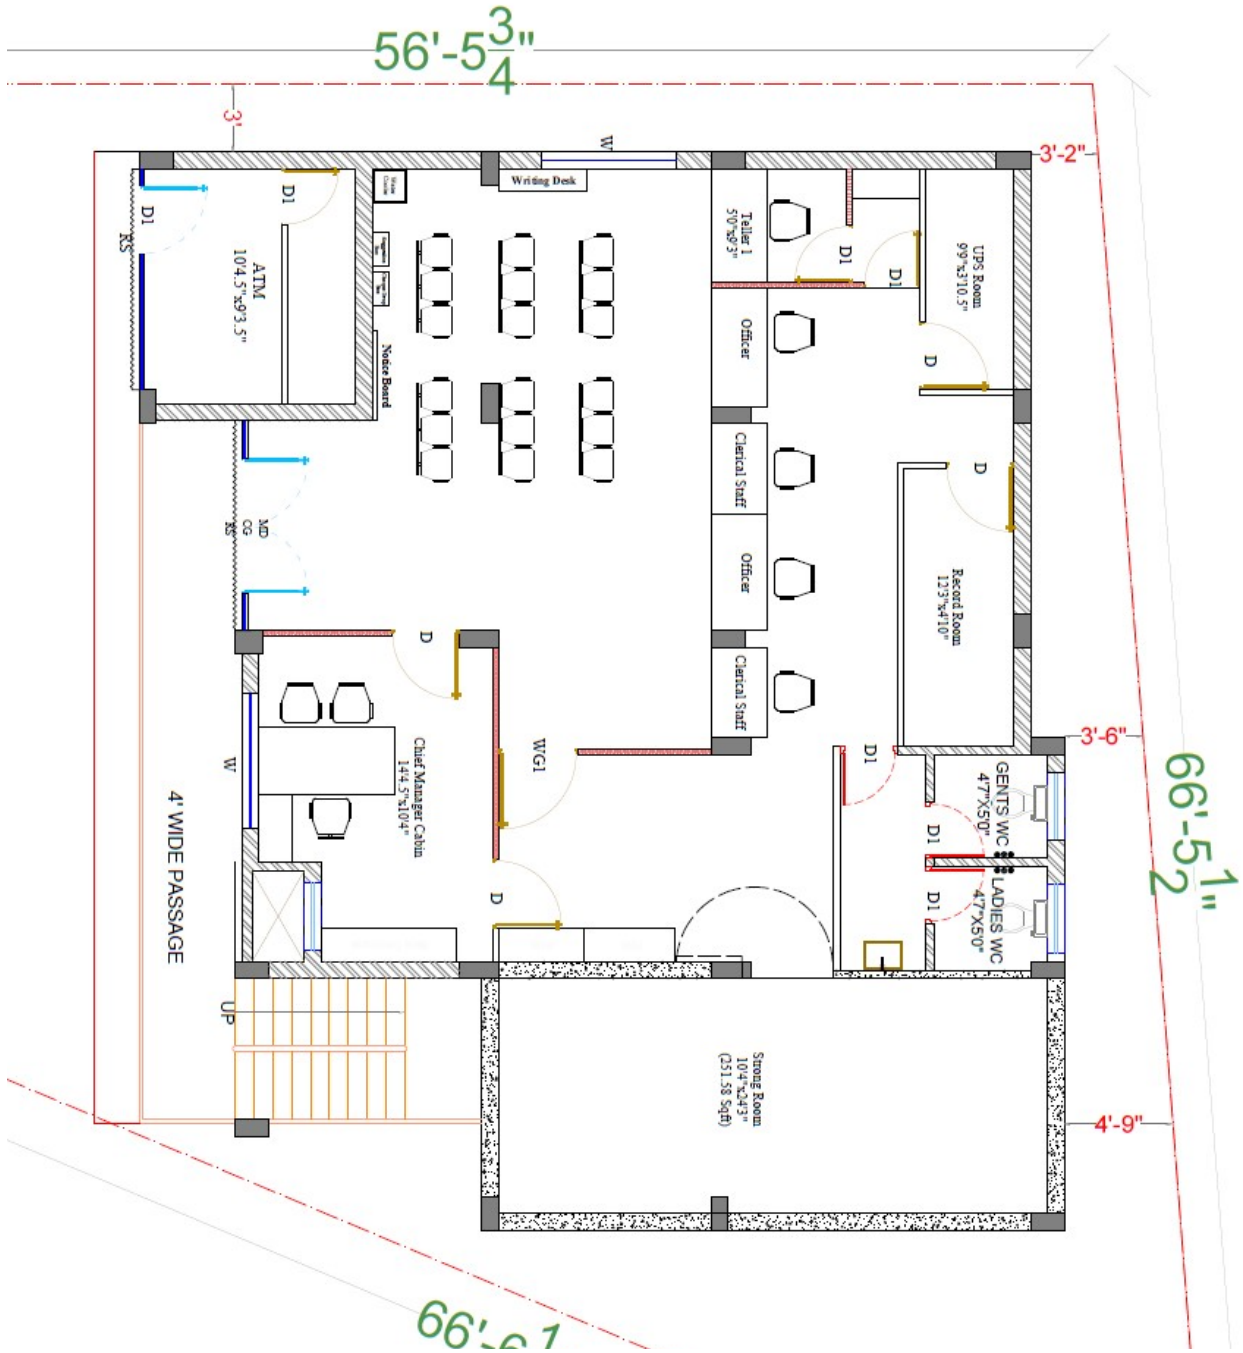 56'-5 3/4"
3'
3'-2"
W
Writing Desk
D1
D1
RS
ATM
10'4.5"x9'3.5"
Notice Board
Teller 1
5'0"x9'3"
D1
D1
UPS Room
9'9"x3'10.5"
D
Officer
Clerical Staff
Officer
Clerical Staff
D
Record Room
12'3"x4'10"
MD
CG
RS
D
W
Chief Manager Cabin
14'4.5"x10'4"
WG1
D
D1
GENTS WC
4'7"X5'0"
D1
D1
LADIES WC
4'7"X5'0"
3'-6"
66'-5 1/2"
4' WIDE PASSAGE
UP
Strong Room
10'4"x24'3"
(251.58 Sqft)
4'-9"
66'-6